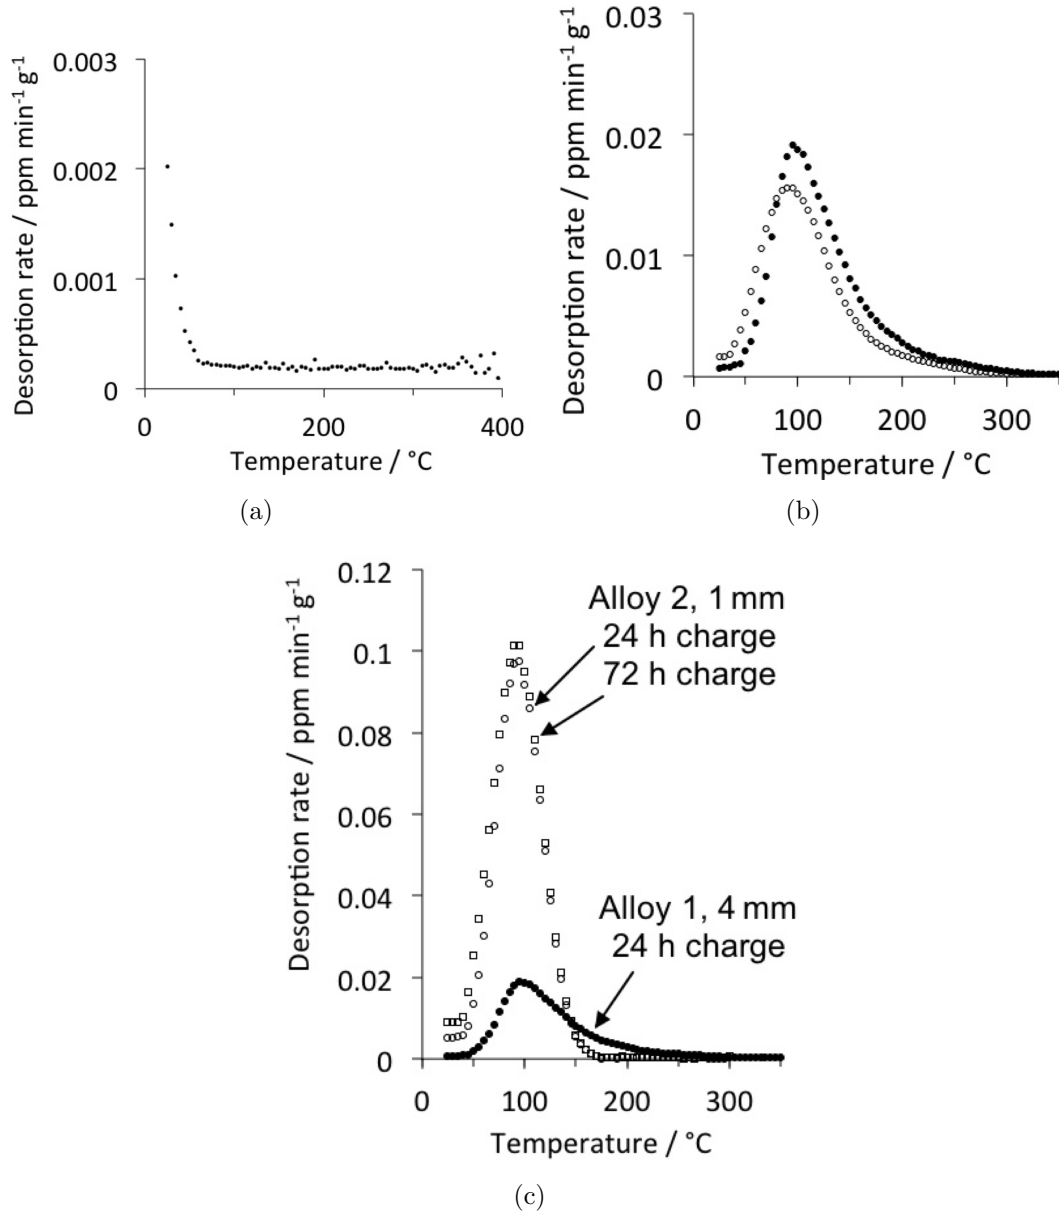 0.003
0.002
0.001
0
0
200
400
Desorption rate / ppm min⁻¹ g⁻¹
Temperature / °C
(a)
0.03
0.02
0.01
0
0
100
200
300
Desorption rate / ppm min⁻¹ g⁻¹
Temperature / °C
(b)
0.12
0.1
0.08
0.06
0.04
0.02
0
0
100
200
300
Desorption rate / ppm min⁻¹ g⁻¹
Alloy 2, 1 mm
24 h charge
72 h charge
Alloy 1, 4 mm
24 h charge
Temperature / °C
(c)